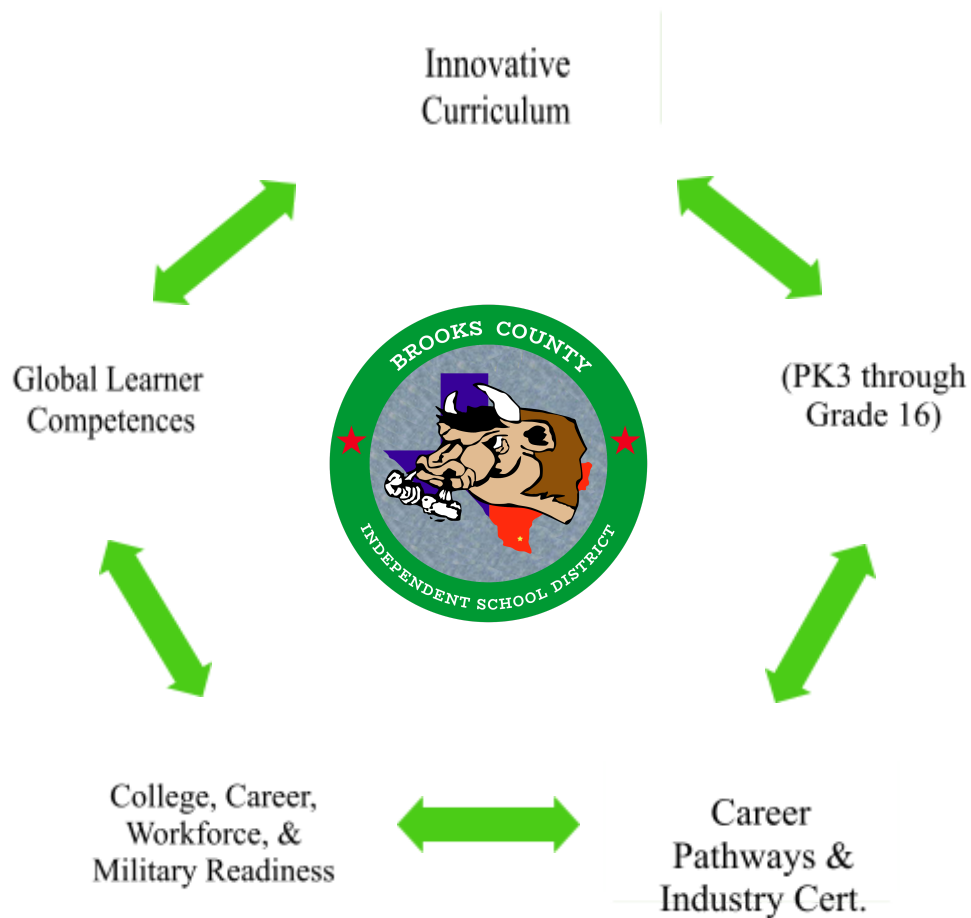 Innovative
Curriculum
Global Learner
Competences
(PK3 through
Grade 16)
BROOKS COUNTY
INDEPENDENT SCHOOL DISTRICT
College, Career,
Workforce, &
Military Readiness
Career
Pathways &
Industry Cert.